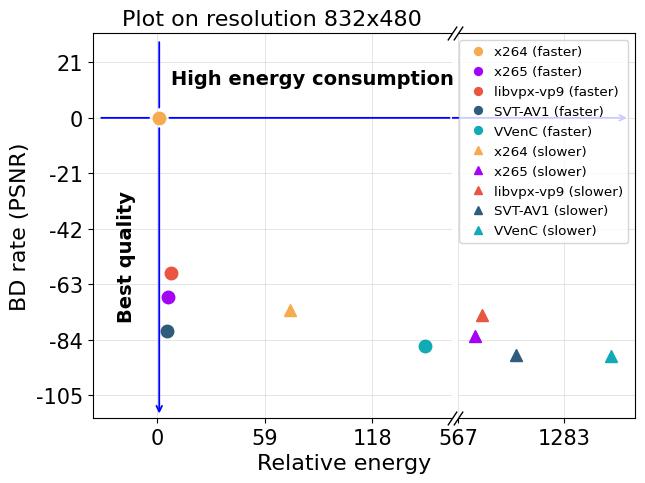 Plot on resolution 832x480
21
0
-21
-42
-63
-84
-105
BD rate (PSNR)
High energy consumption
Best quality
x264 (faster)
x265 (faster)
libvpx-vp9 (faster)
SVT-AV1 (faster)
VVenC (faster)
x264 (slower)
x265 (slower)
libvpx-vp9 (slower)
SVT-AV1 (slower)
VVenC (slower)
0 59 118 567 1283
Relative energy